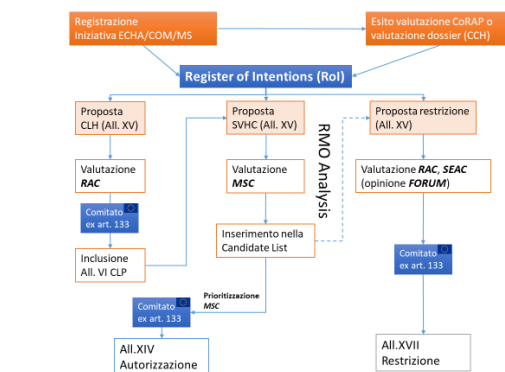 Registrazione
Iniziativa ECHA/COM/MS
Esito valutazione CoRAP o
valutazione dossier (CCH)
Register of Intentions (RoI)
Proposta
CLH (All. XV)
Proposta
SVHC (All. XV)
Proposta restrizione
(All. XV)
RMO Analysis
Valutazione
RAC
Valutazione
MSC
Valutazione RAC, SEAC
(opinione FORUM)
Comitato
ex art. 133
Inserimento nella
Candidate List
Comitato
ex art. 133
Inclusione
All. VI CLP
Prioritizzazione
MSC
Comitato
ex art. 133
All.XIV
Autorizzazione
All.XVII
Restrizione